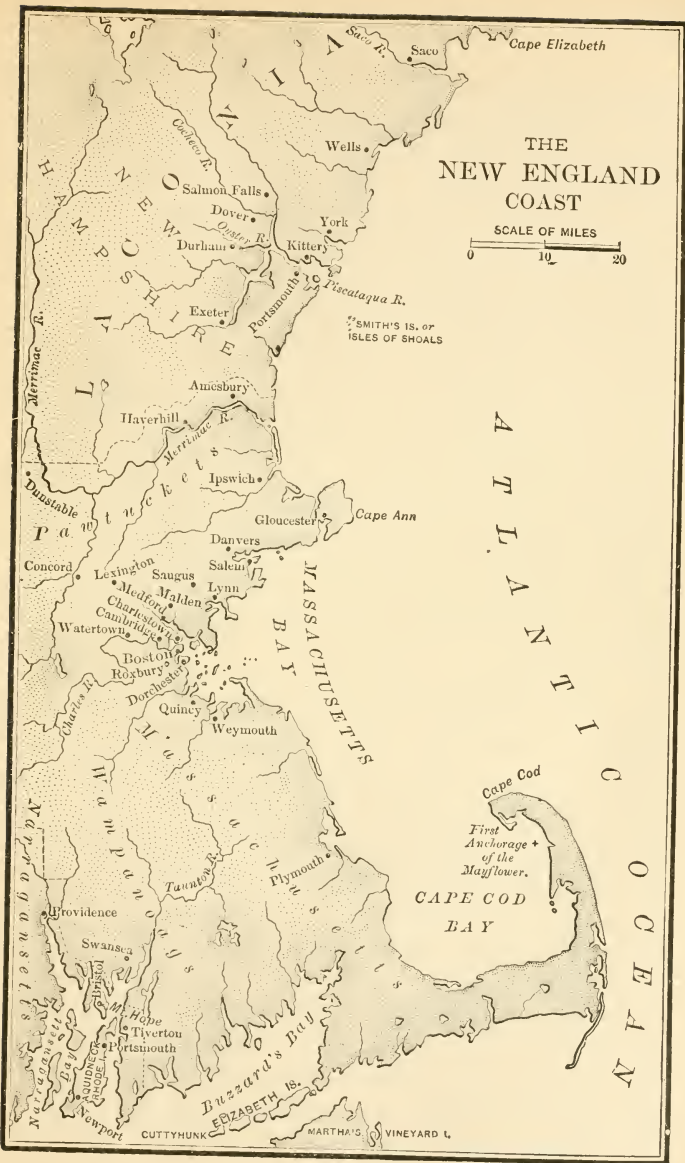 THE
NEW ENGLAND
COAST
SCALE OF MILES
0 10 20
Saco R.
Saco
Cape Elizabeth
LACONIA
NEW
HAMPSHIRE
Cocheco R.
Wells
Salmon Falls
Dover
York
Oyster R.
Durham
Kittery
Piscataqua R.
Portsmouth
Exeter
SMITH'S IS. or
ISLES OF SHOALS
Merrimac R.
Amesbury
Haverhill
Merrimac R.
Dunstable
Pawtuckets
Ipswich
Gloucester
Cape Ann
Danvers
Salem
Concord
Lexington
Saugus
Medford
Malden
Lynn
Charlestown
Cambridge
Watertown
Boston
Roxbury
Dorchester
Charles R.
Quincy
Weymouth
MASSACHUSETTS
BAY
ATLANTIC OCEAN
Massachusetts
Wampanoags
Narragansetts
Cape Cod
First
Anchorage +
of the
Mayflower.
CAPE COD
BAY
Plymouth
Taunton R.
Providence
Swansea
Bristol
Mt. Hope
Tiverton
Portsmouth
AQUIDNECK
RHODE I.
Narragansett
Bay
Newport
Buzzard's Bay
ELIZABETH IS.
CUTTYHUNK
MARTHA'S VINEYARD I.